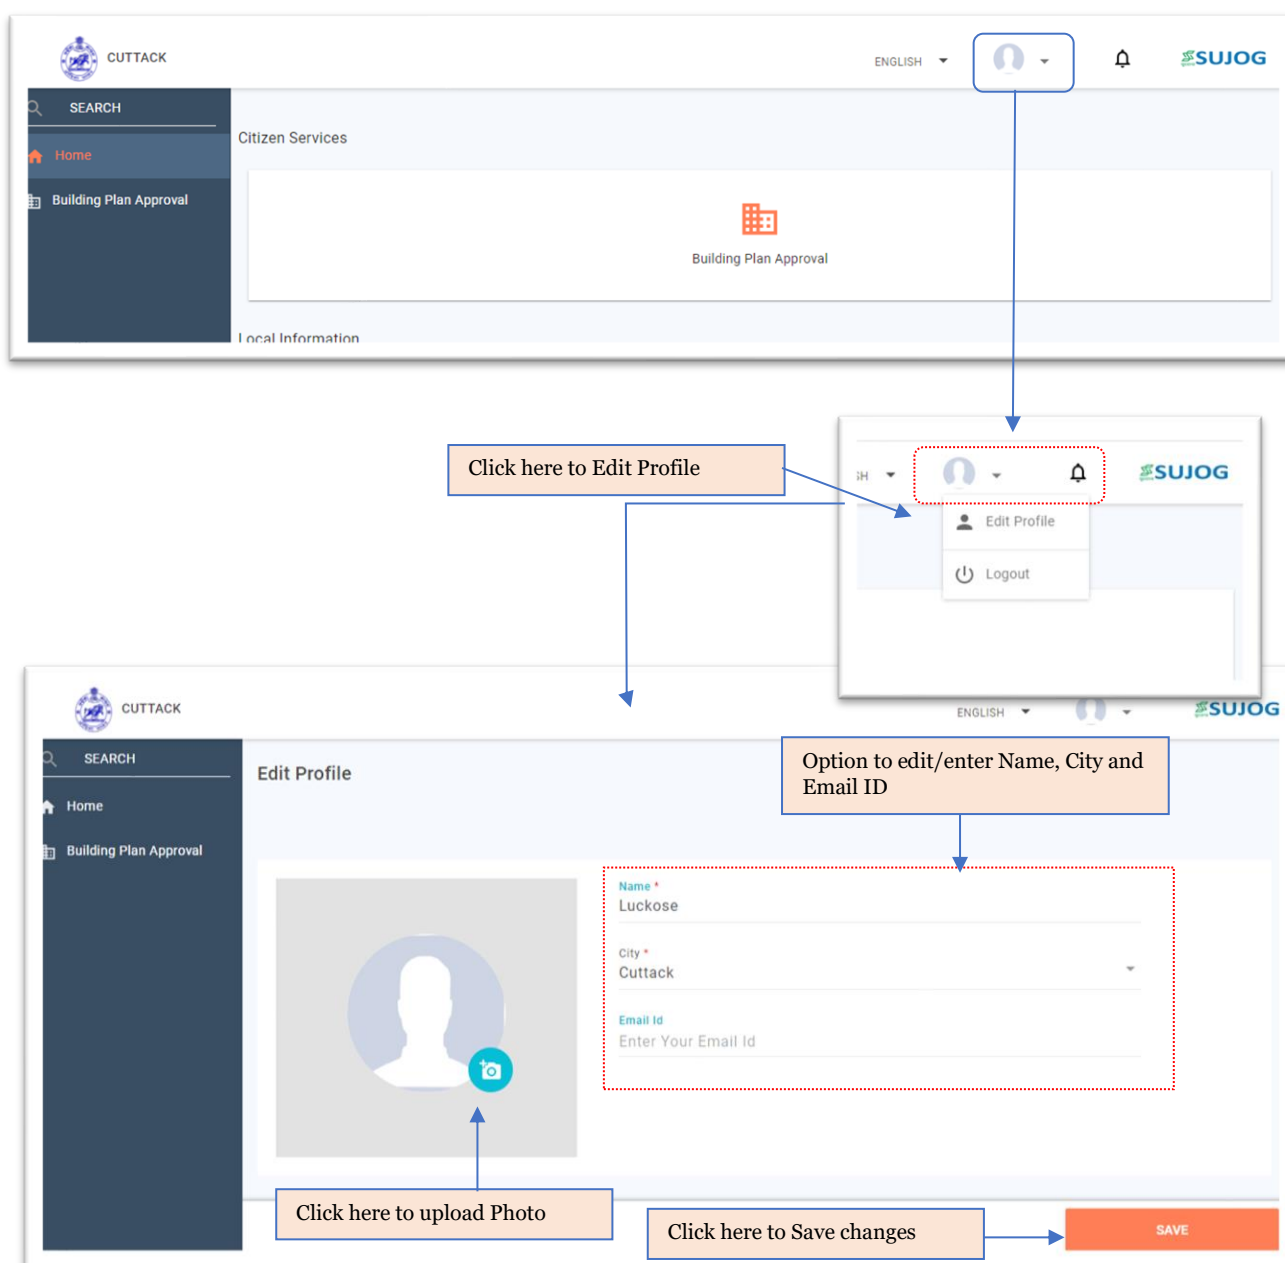 CUTTACK
ENGLISH
SUJOG
SEARCH
Citizen Services
Home
Building Plan Approval
Building Plan Approval
Local Information
Click here to Edit Profile
SH
SUJOG
Edit Profile
Logout
CUTTACK
ENGLISH
SUJOG
SEARCH
Edit Profile
Option to edit/enter Name, City and
Email ID
Home
Building Plan Approval
Name *
Luckose
City *
Cuttack
Email Id
Enter Your Email Id
Click here to upload Photo
Click here to Save changes
SAVE